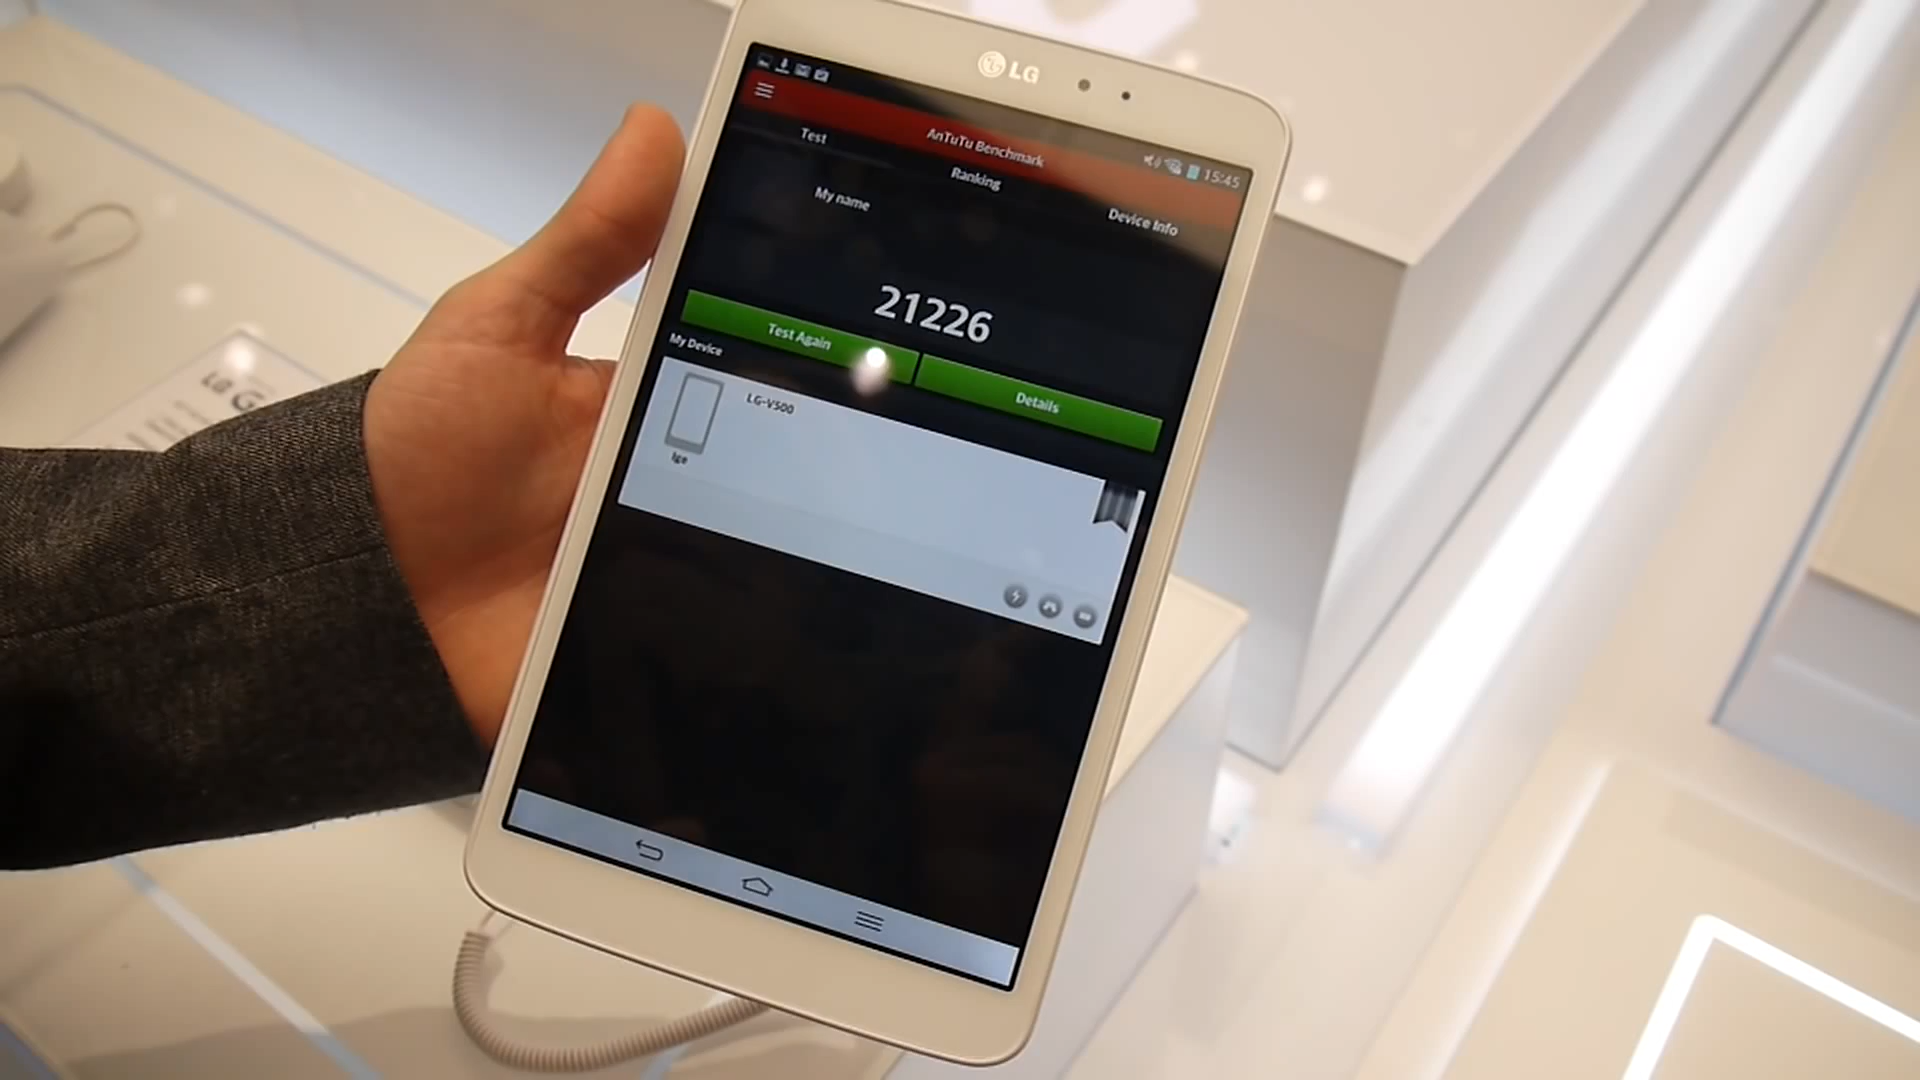 LG
15:45
AnTuTu Benchmark
Test
Ranking
Device Info
My name
21226
Test Again
Details
My Device
LG-V500
lge
LG G